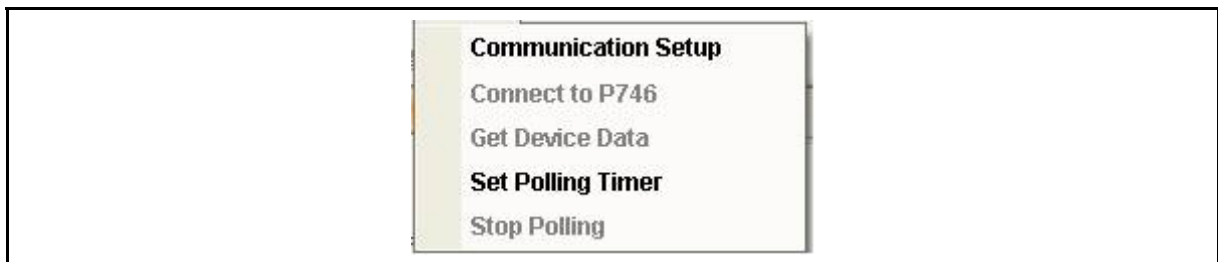 Communication Setup
Connect to P746
Get Device Data
Set Polling Timer
Stop Polling